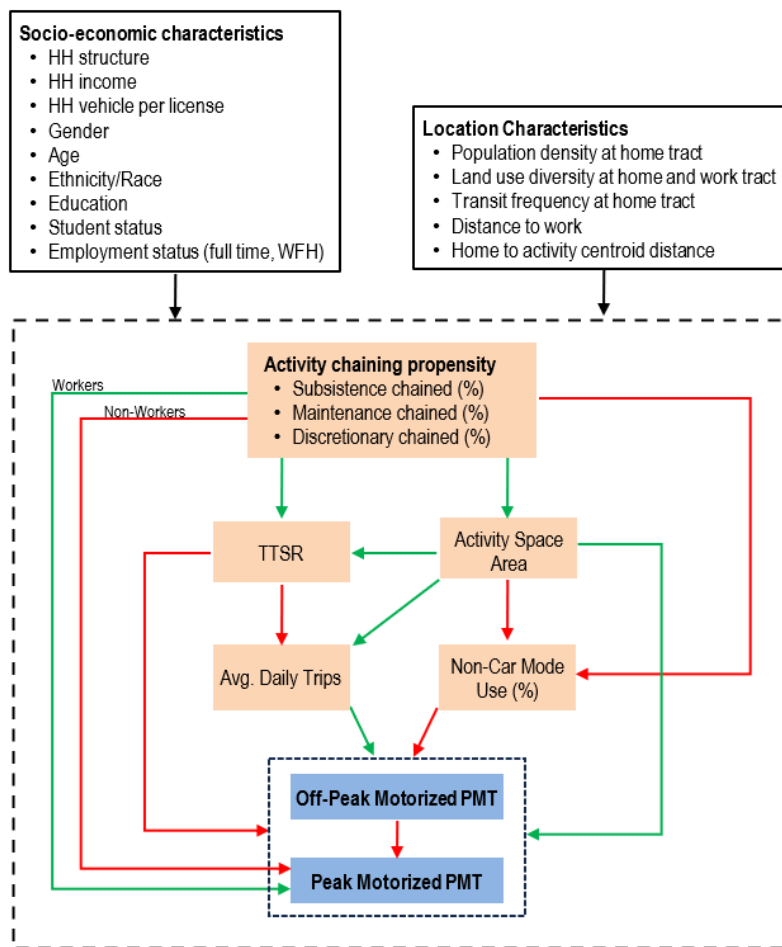 Socio-economic characteristics
• HH structure
• HH income
• HH vehicle per license
• Gender
• Age
• Ethnicity/Race
• Education
• Student status
• Employment status (full time, WFH)
Location Characteristics
• Population density at home tract
• Land use diversity at home and work tract
• Transit frequency at home tract
• Distance to work
• Home to activity centroid distance
Activity chaining propensity
• Subsistence chained (%)
• Maintenance chained (%)
• Discretionary chained (%)
Workers
Non-Workers
TTSR
Activity Space
Area
Avg. Daily Trips
Non-Car Mode
Use (%)
Off-Peak Motorized PMT
Peak Motorized PMT